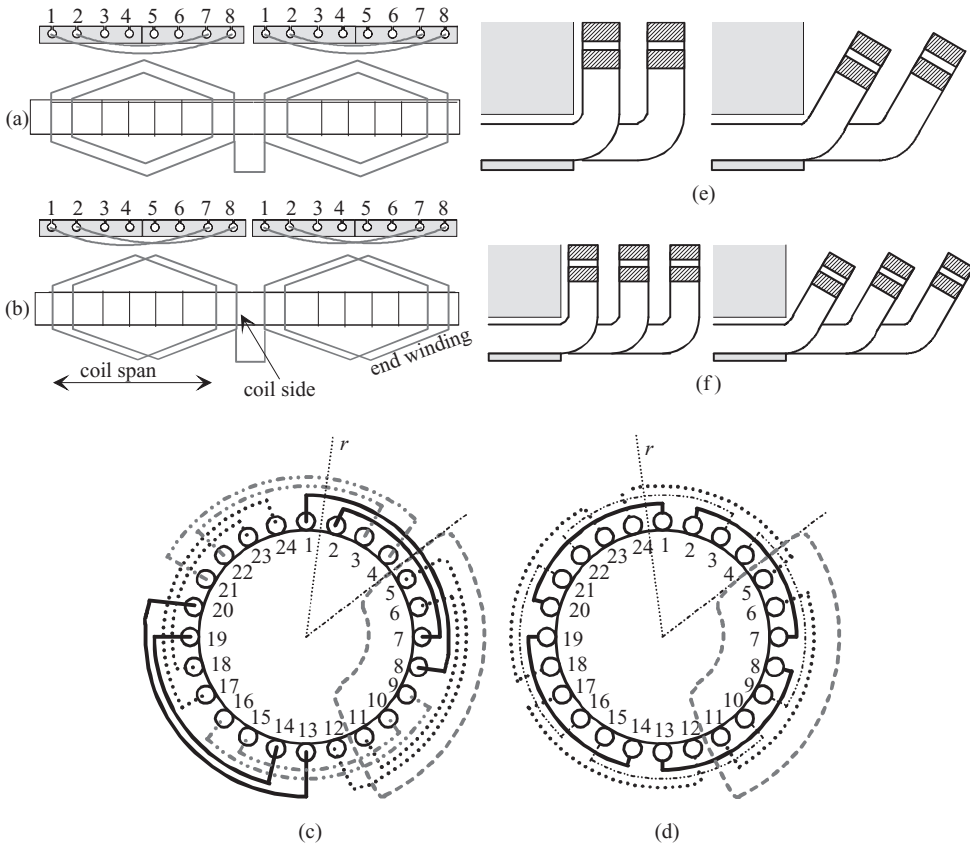 1 2 3 4 5 6 7 8 1 2 3 4 5 6 7 8
(a)
1 2 3 4 5 6 7 8 1 2 3 4 5 6 7 8
(b)
end winding
coil span
coil side
(e)
(f)
r
1 2 3 4 5 6 7 8 9 10 11 12 13 14 15 16 17 18 19 20 21 22 23 24
(c)
r
1 2 3 4 5 6 7 8 9 10 11 12 13 14 15 16 17 18 19 20 21 22 23 24
(d)